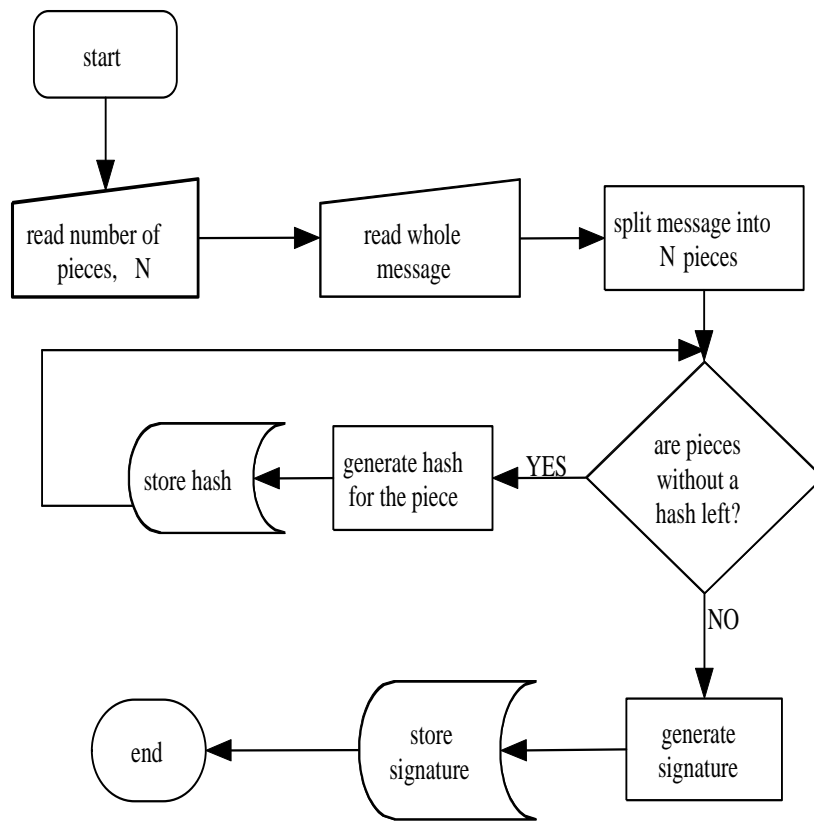 start
read number of
pieces, N
read whole
message
split message into
N pieces
are pieces
without a
hash left?
YES
generate hash
for the piece
store hash
NO
generate
signature
store
signature
end